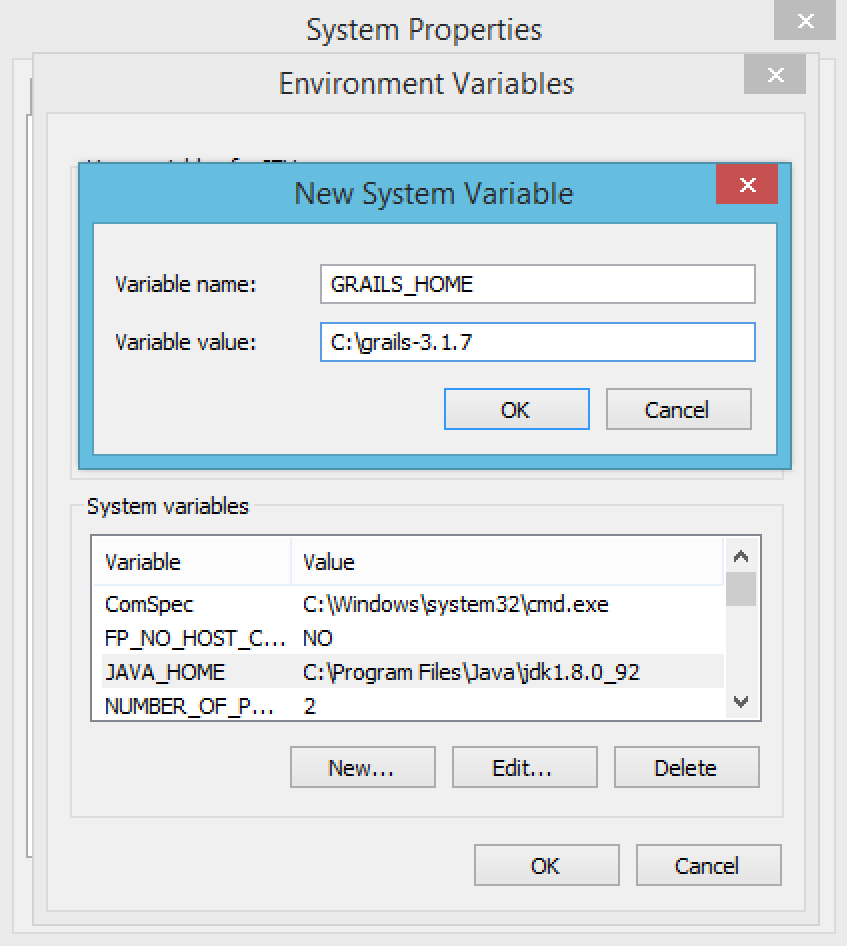 System Properties
Environment Variables
New System Variable
Variable name: GRAILS_HOME
Variable value: C:\grails-3.1.7
OK Cancel
System variables
Variable Value
ComSpec C:\Windows\system32\cmd.exe
FP_NO_HOST_C... NO
JAVA_HOME C:\Program Files\Java\jdk1.8.0_92
NUMBER_OF_P... 2
New... Edit... Delete
OK Cancel